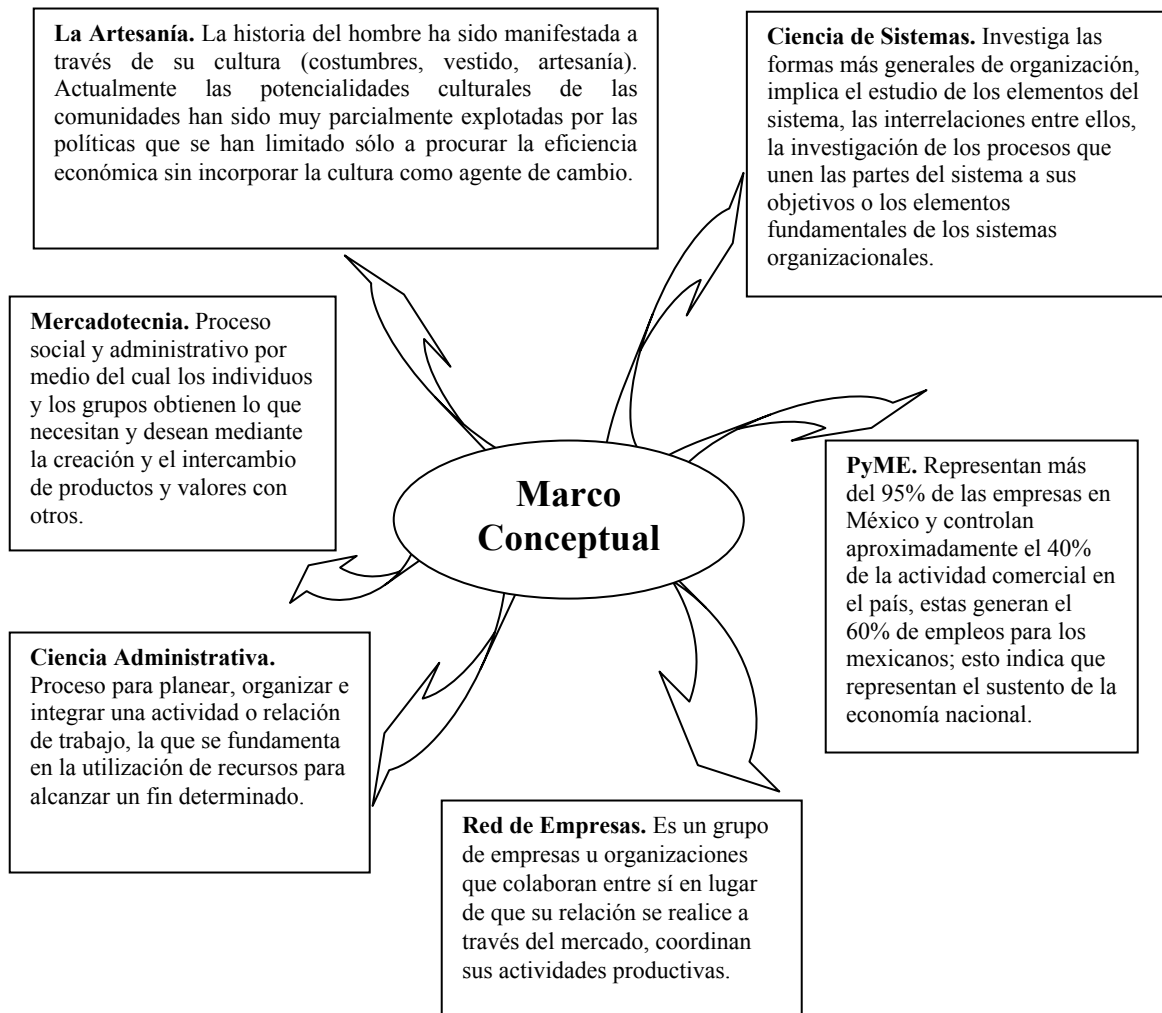 La Artesanía. La historia del hombre ha sido manifestada a
través de su cultura (costumbres, vestido, artesanía).
Actualmente las potencialidades culturales de las
comunidades han sido muy parcialmente explotadas por las
políticas que se han limitado sólo a procurar la eficiencia
económica sin incorporar la cultura como agente de cambio.
Ciencia de Sistemas. Investiga las
formas más generales de organización,
implica el estudio de los elementos del
sistema, las interrelaciones entre ellos,
la investigación de los procesos que
unen las partes del sistema a sus
objetivos o los elementos
fundamentales de los sistemas
organizacionales.
Mercadotecnia. Proceso
social y administrativo por
medio del cual los individuos
y los grupos obtienen lo que
necesitan y desean mediante
la creación y el intercambio
de productos y valores con
otros.
Marco
Conceptual
PyME. Representan más
del 95% de las empresas en
México y controlan
aproximadamente el 40%
de la actividad comercial en
el país, estas generan el
60% de empleos para los
mexicanos; esto indica que
representan el sustento de la
economía nacional.
Ciencia Administrativa.
Proceso para planear, organizar e
integrar una actividad o relación
de trabajo, la que se fundamenta
en la utilización de recursos para
alcanzar un fin determinado.
Red de Empresas. Es un grupo
de empresas u organizaciones
que colaboran entre sí en lugar
de que su relación se realice a
través del mercado, coordinan
sus actividades productivas.